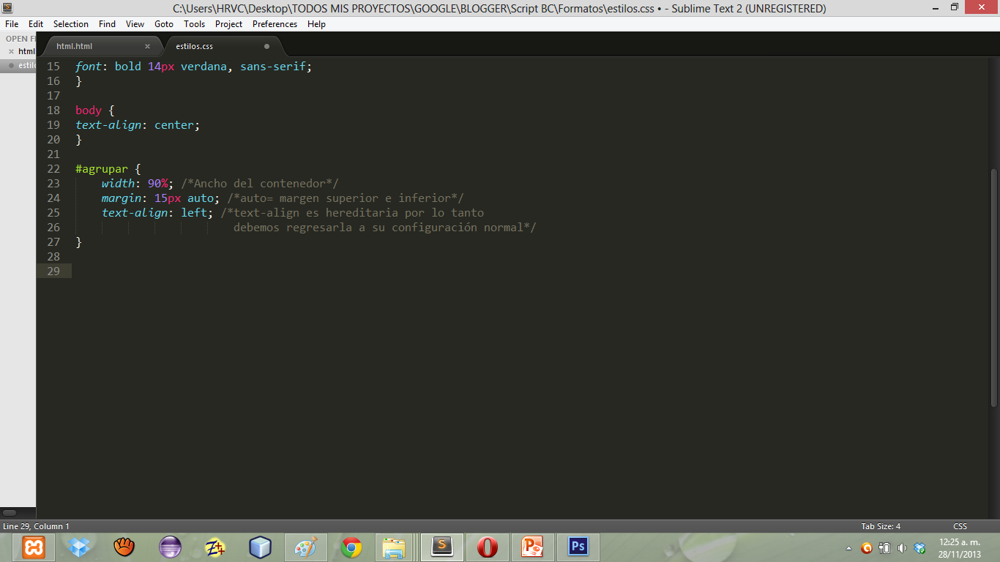 C:\Users\HRVC\Desktop\TODOS MIS PROYECTOS\GOOGLE\BLOGGER\Script BC\Formatos\estilos.css • - Sublime Text 2 (UNREGISTERED)
File Edit Selection Find View Goto Tools Project Preferences Help
OPEN FI
html
estilo
html.html
estilos.css
15 font: bold 14px verdana, sans-serif;
16 }
17
18 body {
19 text-align: center;
20 }
21
22 #agrupar {
23 width: 90%; /*Ancho del contenedor*/
24 margin: 15px auto; /*auto= margen superior e inferior*/
25 text-align: left; /*text-align es hereditaria por lo tanto
26 debemos regresarla a su configuración normal*/
27 }
28
29
Line 29, Column 1
Tab Size: 4
CSS
Ps
12:25 a. m.
28/11/2013